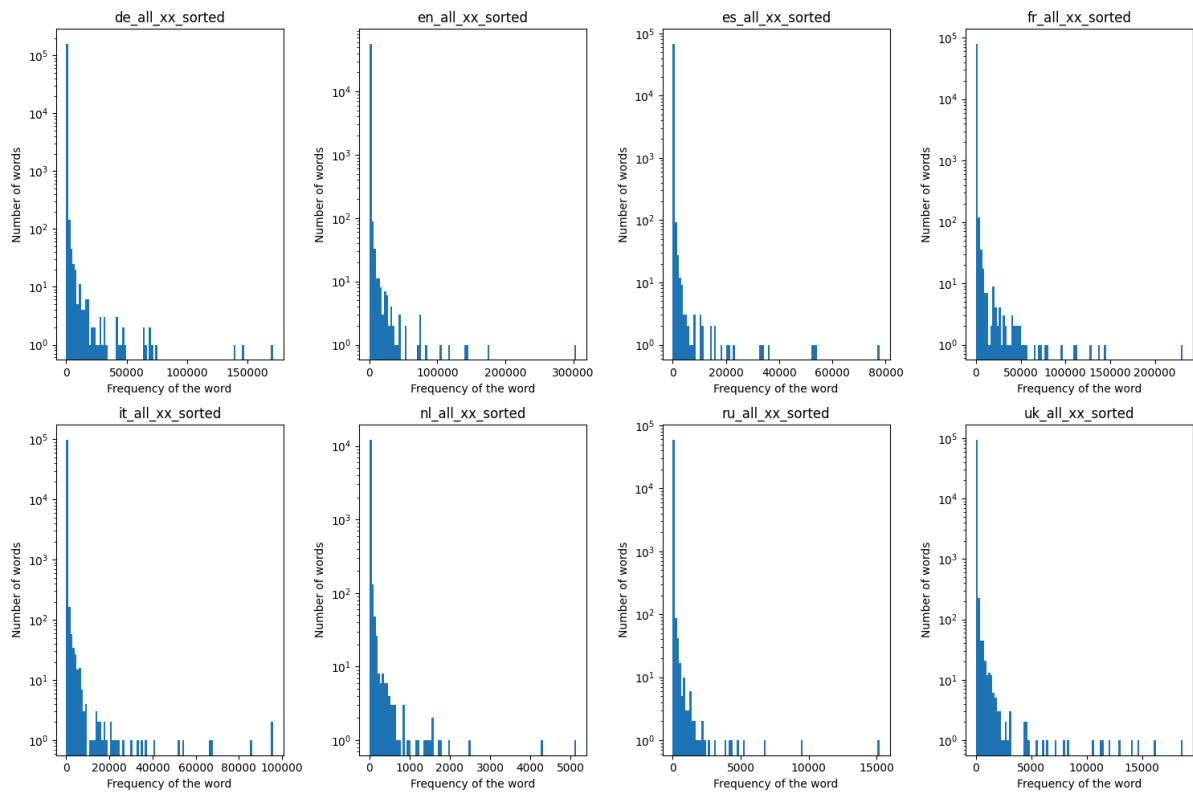 de_all_xx_sorted
Number of words
10^5
10^4
10^3
10^2
10^1
10^0
0 50000 100000 150000
Frequency of the word
en_all_xx_sorted
Number of words
10^4
10^3
10^2
10^1
10^0
0 100000 200000 300000
Frequency of the word
es_all_xx_sorted
Number of words
10^5
10^4
10^3
10^2
10^1
10^0
0 20000 40000 60000 80000
Frequency of the word
fr_all_xx_sorted
Number of words
10^5
10^4
10^3
10^2
10^1
10^0
0 50000 100000 150000 200000
Frequency of the word
it_all_xx_sorted
Number of words
10^5
10^4
10^3
10^2
10^1
10^0
0 20000 40000 60000 80000 100000
Frequency of the word
nl_all_xx_sorted
Number of words
10^4
10^3
10^2
10^1
10^0
0 1000 2000 3000 4000 5000
Frequency of the word
ru_all_xx_sorted
Number of words
10^5
10^4
10^3
10^2
10^1
10^0
0 5000 10000 15000
Frequency of the word
uk_all_xx_sorted
Number of words
10^5
10^4
10^3
10^2
10^1
10^0
0 5000 10000 15000
Frequency of the word